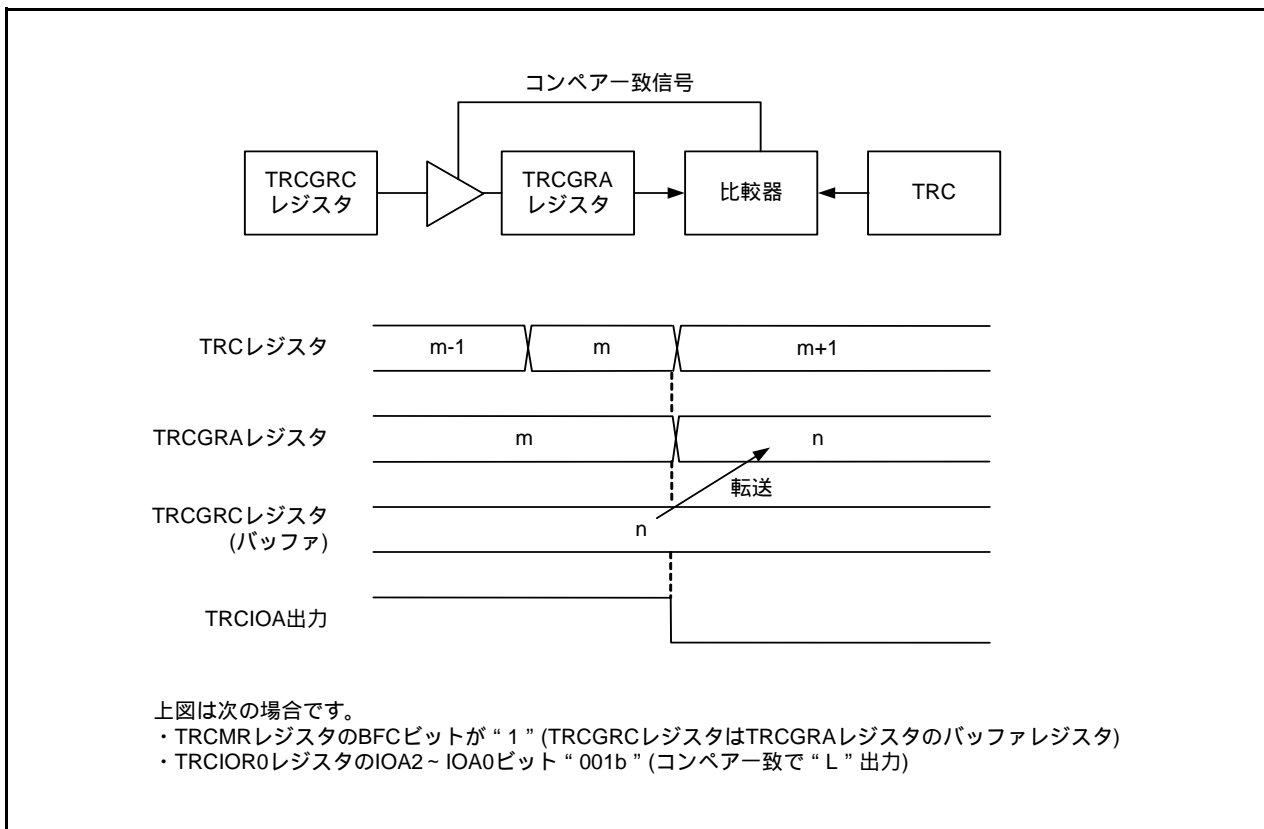 コンペア一致信号
TRCGRC
レジスタ
TRCGRA
レジスタ
比較器
TRC
TRCレジスタ
m-1
m
m+1
TRCGRAレジスタ
m
n
転送
TRCGRCレジスタ
(バッファ)
n
TRCIOA出力
上図は次の場合です。
・TRCMRレジスタのBFCビットが“1”(TRCGRCレジスタはTRCGRAレジスタのバッファレジスタ)
・TRCIOR0レジスタのIOA2~IOA0ビット“001b”(コンペア一致で“L”出力)